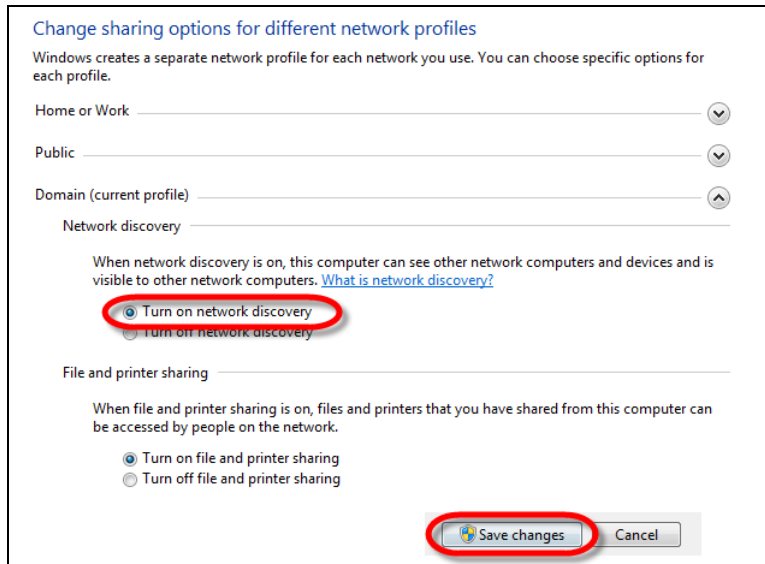 Change sharing options for different network profiles
Windows creates a separate network profile for each network you use. You can choose specific options for
each profile.
Home or Work
Public
Domain (current profile)
Network discovery
When network discovery is on, this computer can see other network computers and devices and is
visible to other network computers. What is network discovery?
Turn on network discovery
Turn off network discovery
File and printer sharing
When file and printer sharing is on, files and printers that you have shared from this computer can
be accessed by people on the network.
Turn on file and printer sharing
Turn off file and printer sharing
Save changes Cancel